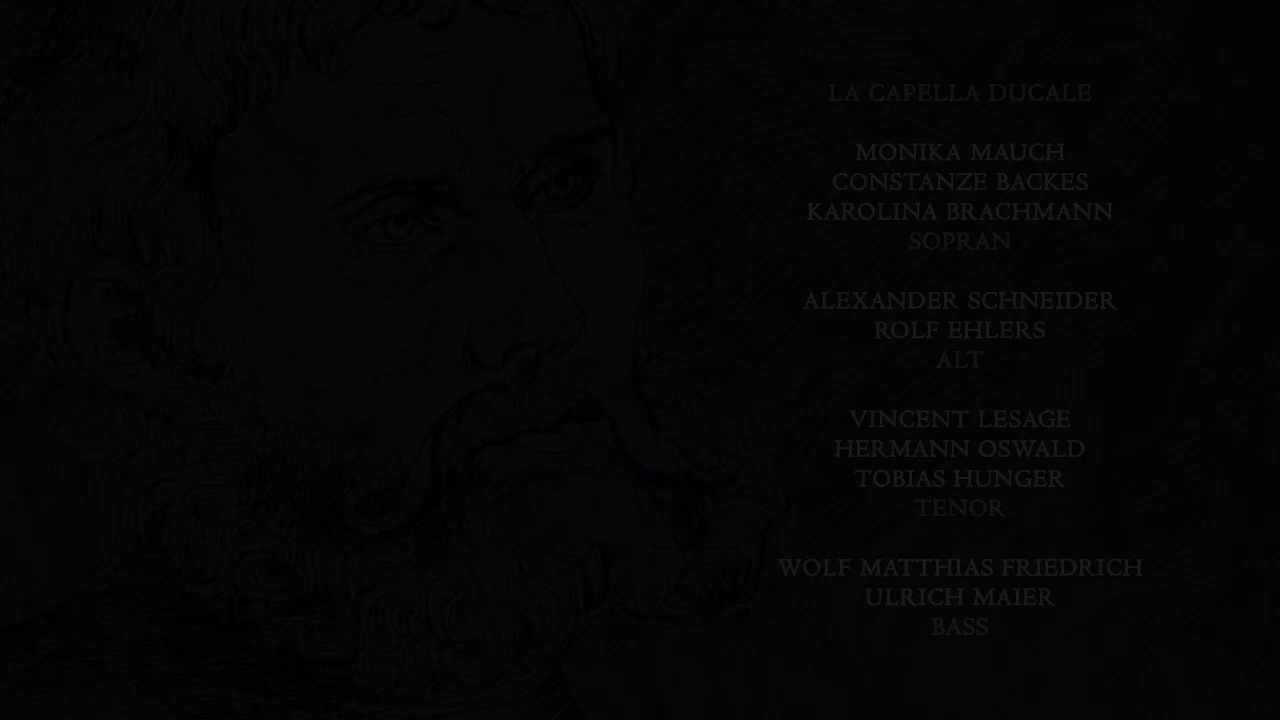 LA CAPELLA DUCALE
MONIKA MAUCH
CONSTANZE BACKES
KAROLINA BRACHMANN
SOPRAN
ALEXANDER SCHNEIDER
ROLF EHLERS
ALT
VINCENT LESAGE
HERMANN OSWALD
TOBIAS HUNGER
TENOR
WOLF MATTHIAS FRIEDRICH
ULRICH MAIER
BASS